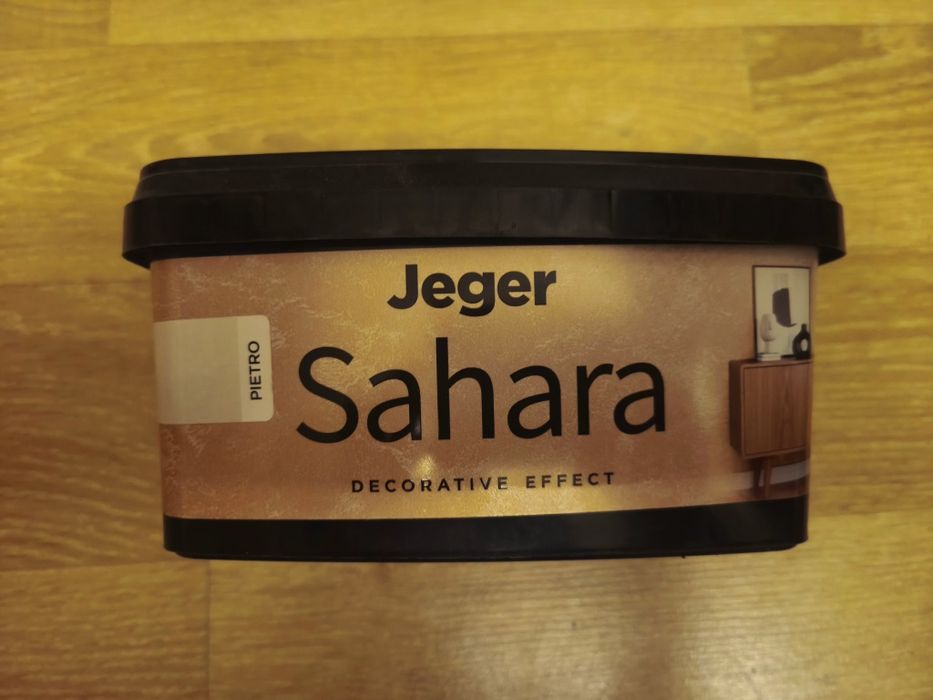 Jeger
PIETRO
Sahara
DECORATIVE EFFECT